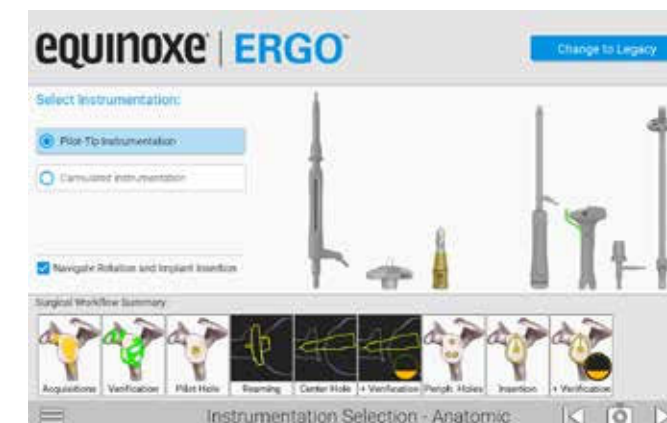 equinoxe | ERGO™
Change to Legacy
Select Instrumentation:
Pilot-Tip Instrumentation
Cannulated Instrumentation
Navigate Rotation and Implant Insertion
Surgical Workflow Summary
Acquisitions
Verification
Pilot Hole
Reaming
Center Hole
+ Verification
Periph. Holes
Insertion
+ Verification
Instrumentation Selection - Anatomic